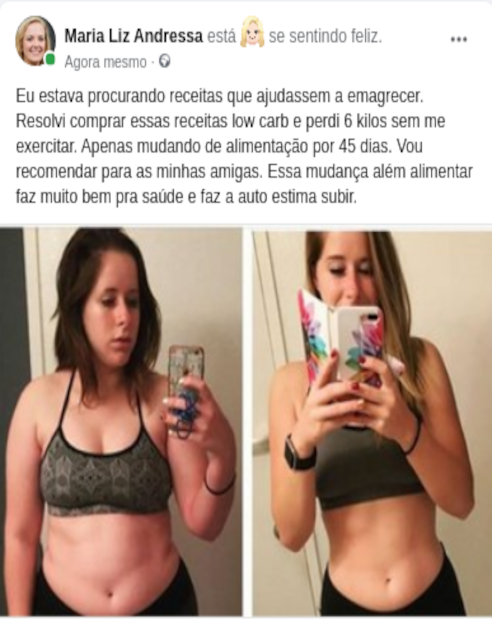 Maria Liz Andressa está se sentindo feliz.
Agora mesmo ·
Eu estava procurando receitas que ajudassem a emagrecer.
Resolvi comprar essas receitas low carb e perdi 6 kilos sem me
exercitar. Apenas mudando de alimentação por 45 dias. Vou
recomendar para as minhas amigas. Essa mudança além alimentar
faz muito bem pra saúde e faz a auto estima subir.